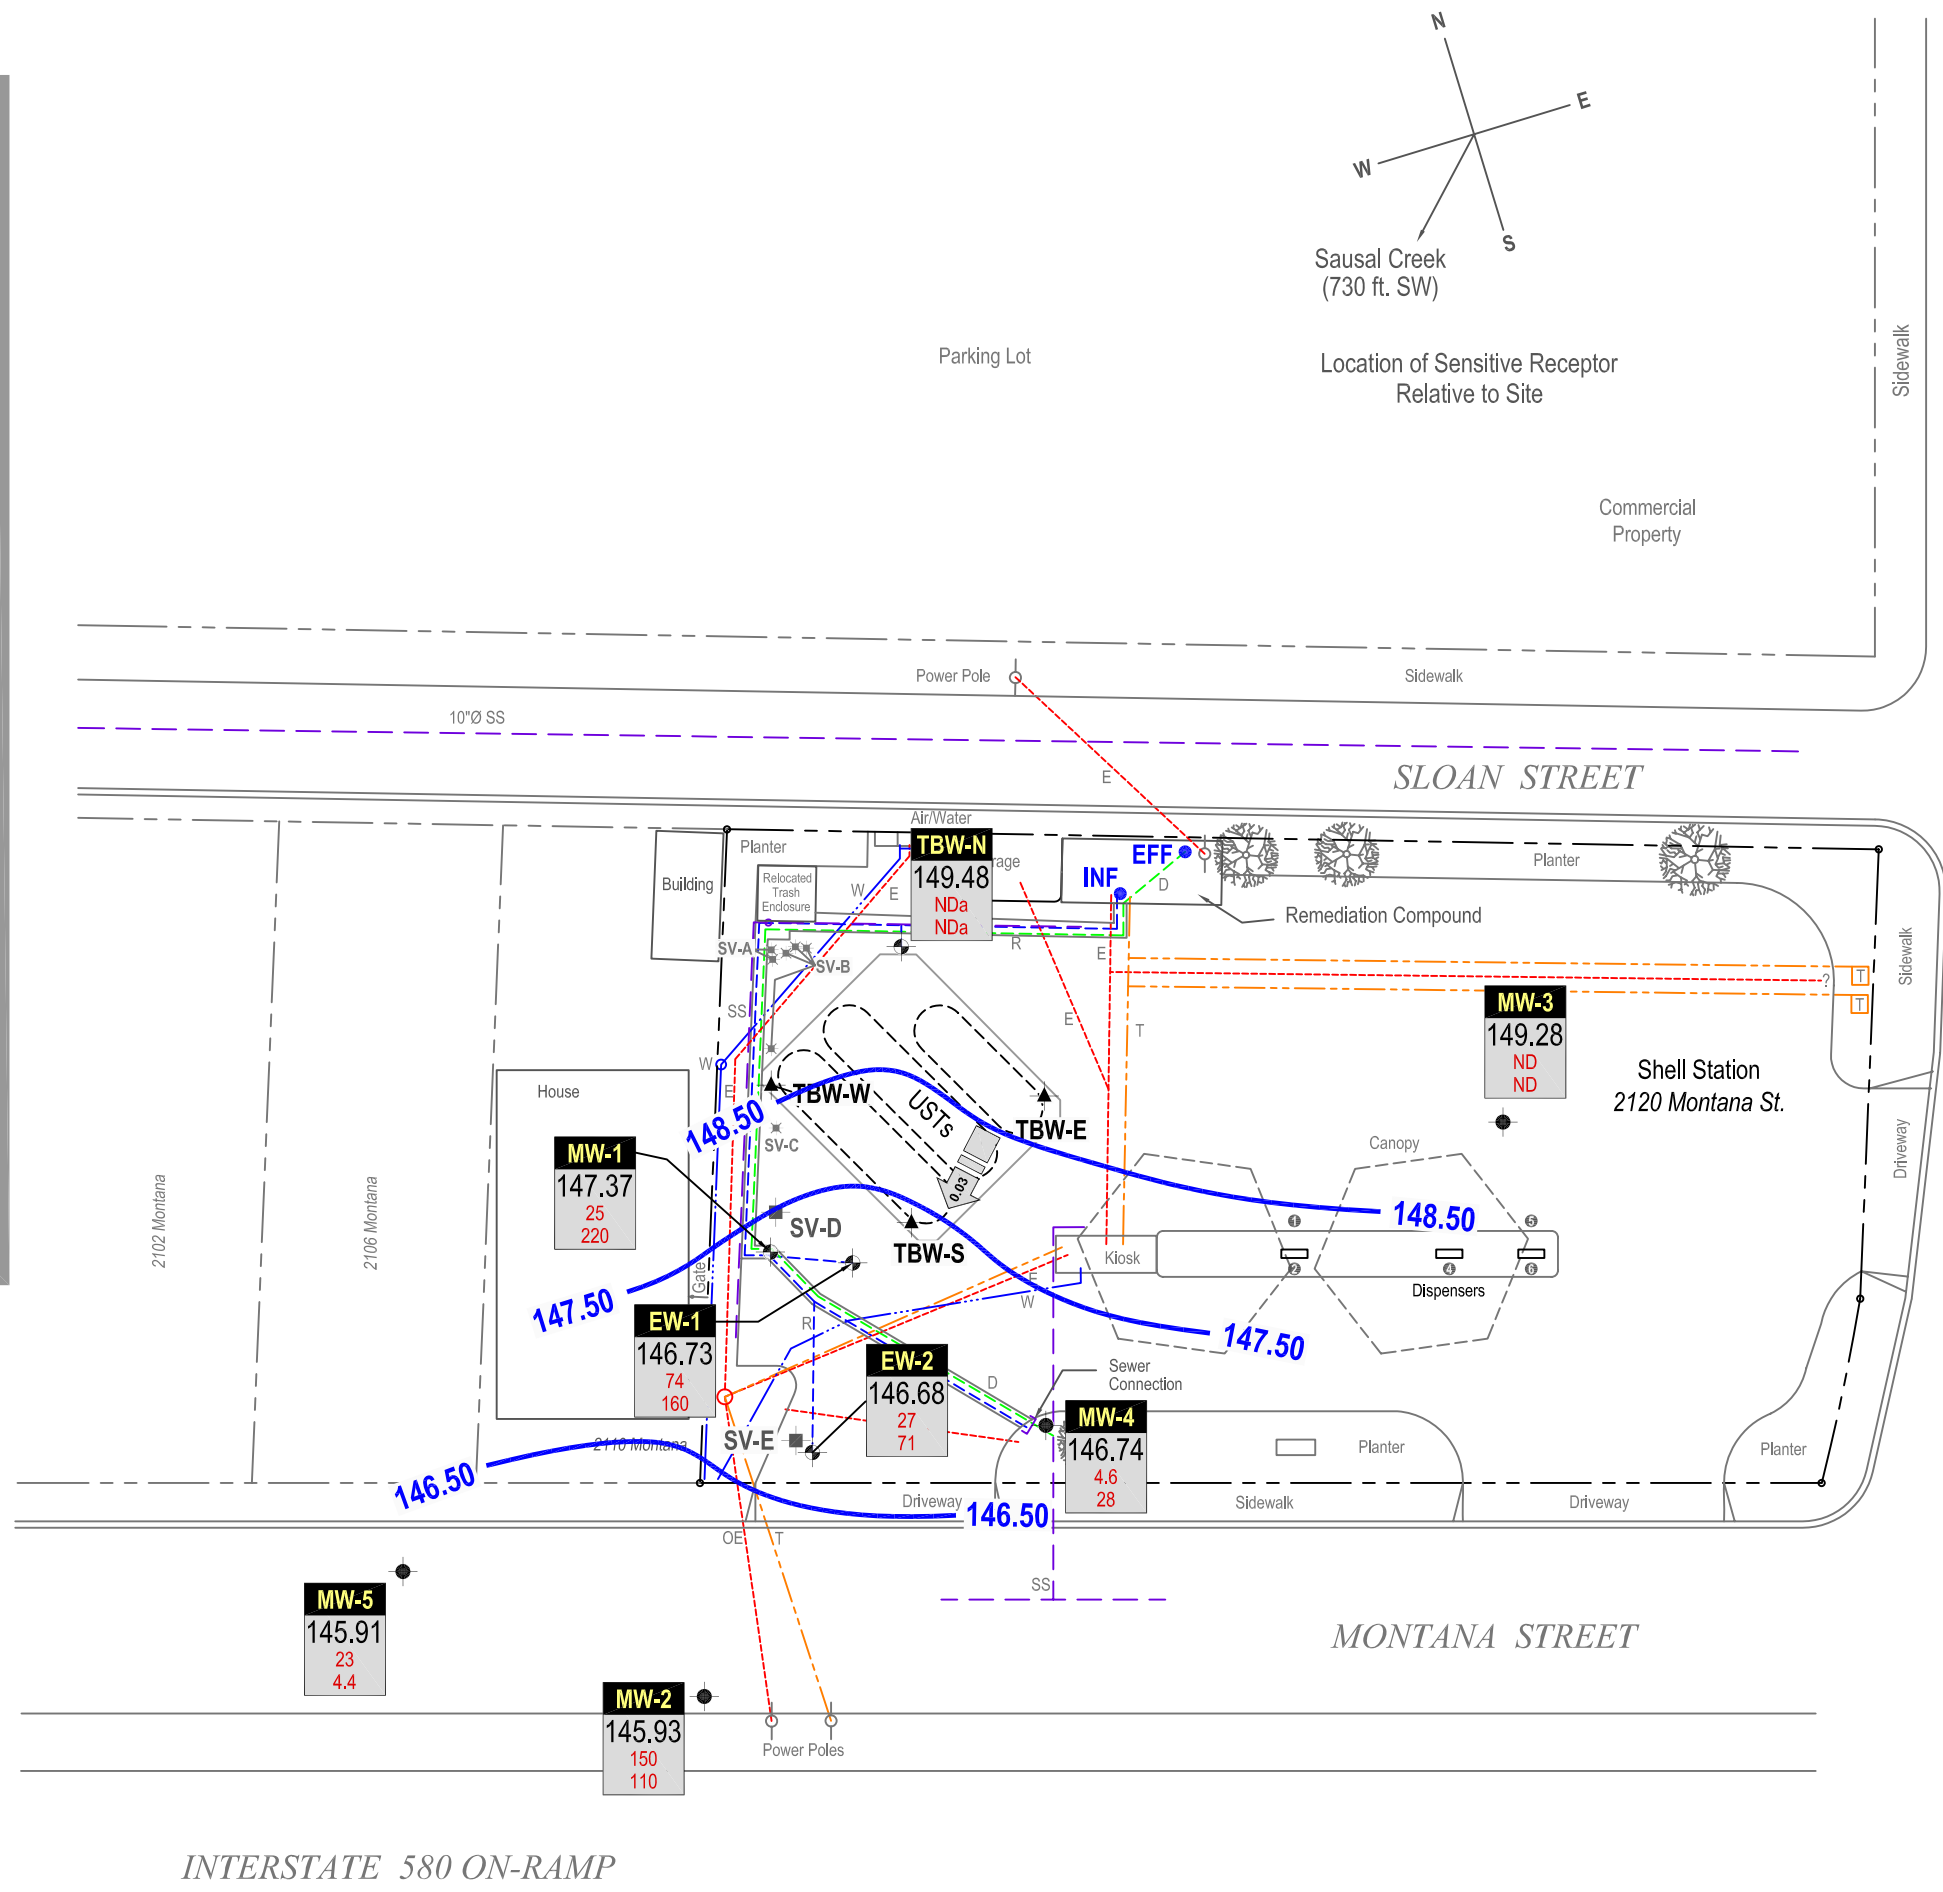 N
E
W
S
Sausal Creek
(730 ft. SW)
Location of Sensitive Receptor
Relative to Site
Parking Lot
Sidewalk
Commercial
Property
Power Pole
Sidewalk
10"Ø SS
E
SLOAN STREET
Air/Water
Planter
Building
Relocated
Trash
Enclosure
W
E
TBW-N
149.48
NDa
NDa
rage
EFF
INF
D
Planter
Remediation Compound
R
E
SV-A
SV-B
SS
Sidewalk
?
T
T
E
T
MW-3
149.28
ND
ND
Shell Station
2120 Montana St.
W
E
House
TBW-W
148.50
USTs
TBW-E
SV-C
0.03
Canopy
Driveway
MW-1
147.37
25
220
2102 Montana
2106 Montana
SV-D
TBW-S
148.50
1
5
Kiosk
2
4
6
Dispensers
Gate
E
W
147.50
EW-1
146.73
74
160
R
147.50
EW-2
146.68
27
71
D
Sewer
Connection
MW-4
146.74
4.6
28
SV-E
2110 Montana
Planter
Planter
146.50
Driveway
146.50
Sidewalk
Driveway
OE
T
SS
MW-5
145.91
23
4.4
MONTANA STREET
MW-2
145.93
150
110
Power Poles
INTERSTATE 580 ON-RAMP